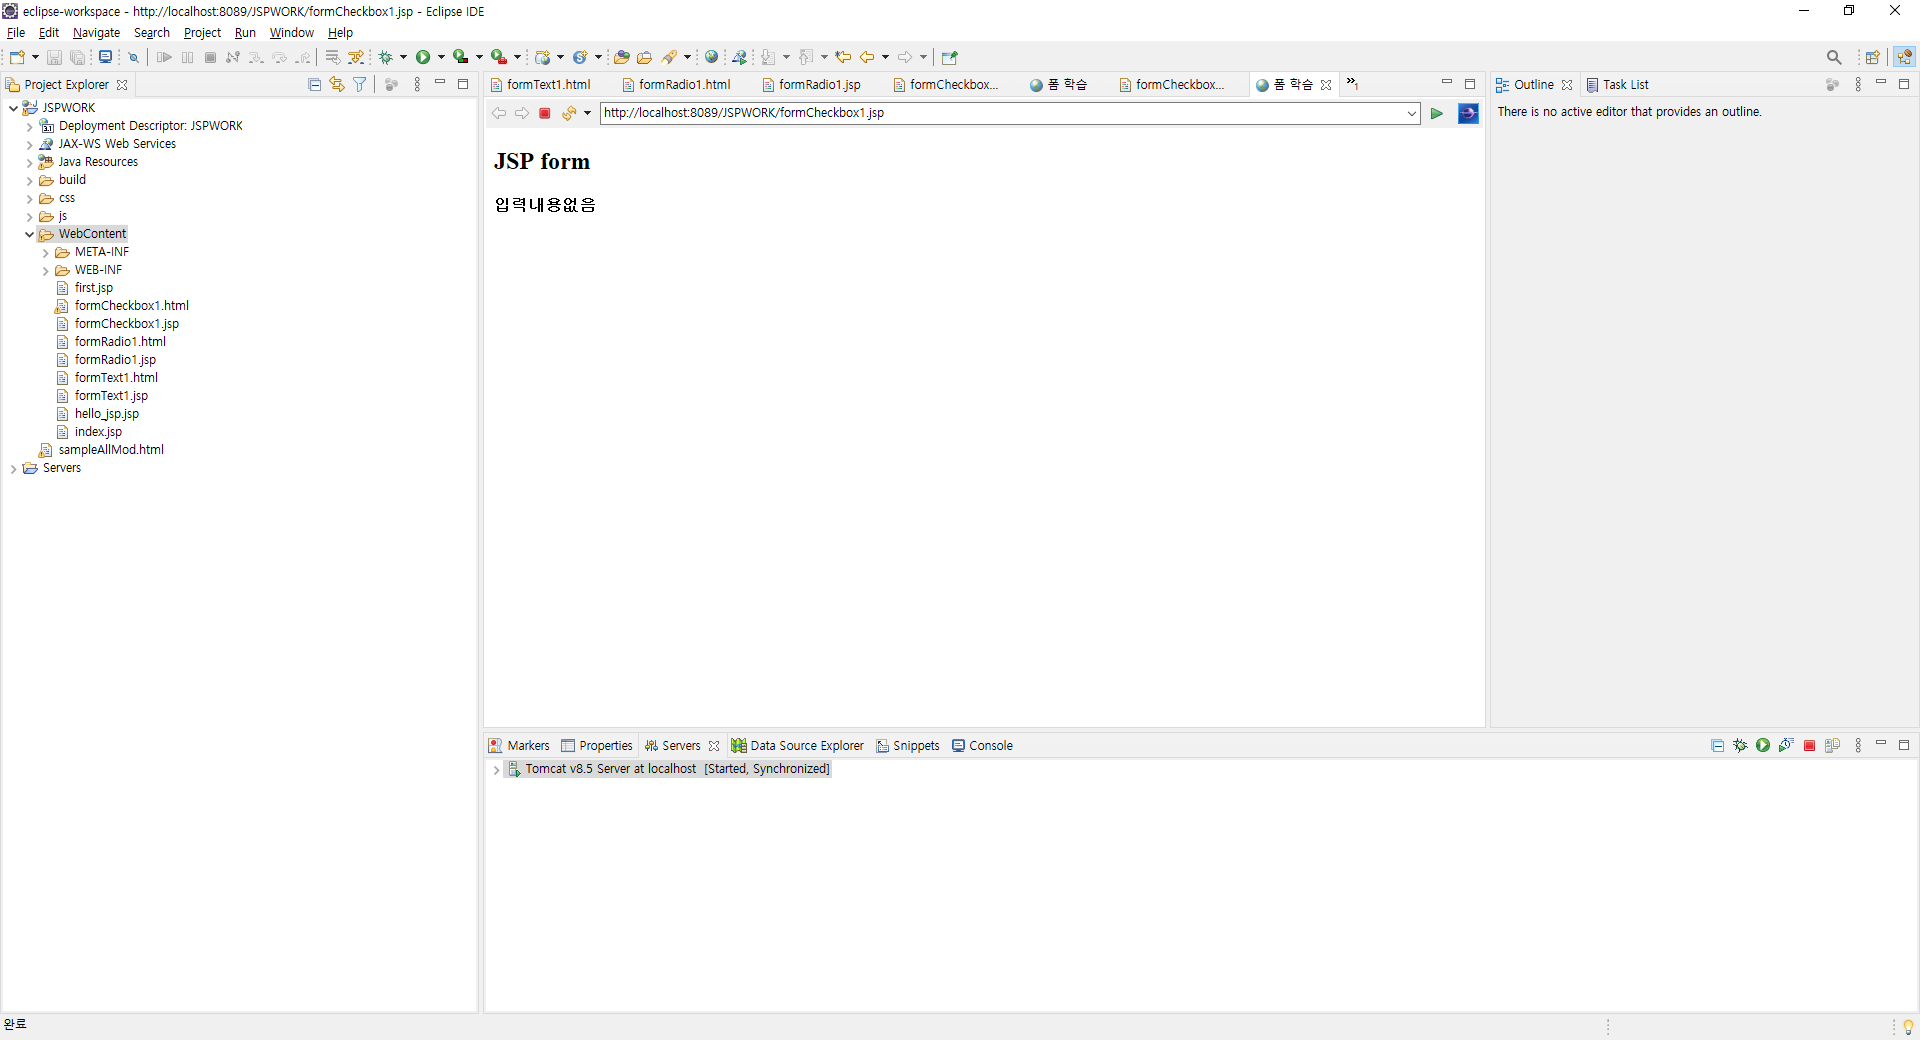 eclipse-workspace - http://localhost:8089/JSPWORK/formCheckbox1.jsp - Eclipse IDE
File Edit Navigate Search Project Run Window Help
Project Explorer
JSPWORK
Deployment Descriptor: JSPWORK
JAX-WS Web Services
Java Resources
build
css
js
WebContent
META-INF
WEB-INF
first.jsp
formCheckbox1.html
formCheckbox1.jsp
formRadio1.html
formRadio1.jsp
formText1.html
formText1.jsp
hello_jsp.jsp
index.jsp
sampleAllMod.html
Servers
formText1.html formRadio1.html formRadio1.jsp formCheckbox... 폼 학습 formCheckbox... 폼 학습 »1
http://localhost:8089/JSPWORK/formCheckbox1.jsp
JSP form
입력내용없음
Outline Task List
There is no active editor that provides an outline.
Markers Properties Servers Data Source Explorer Snippets Console
Tomcat v8.5 Server at localhost [Started, Synchronized]
완료